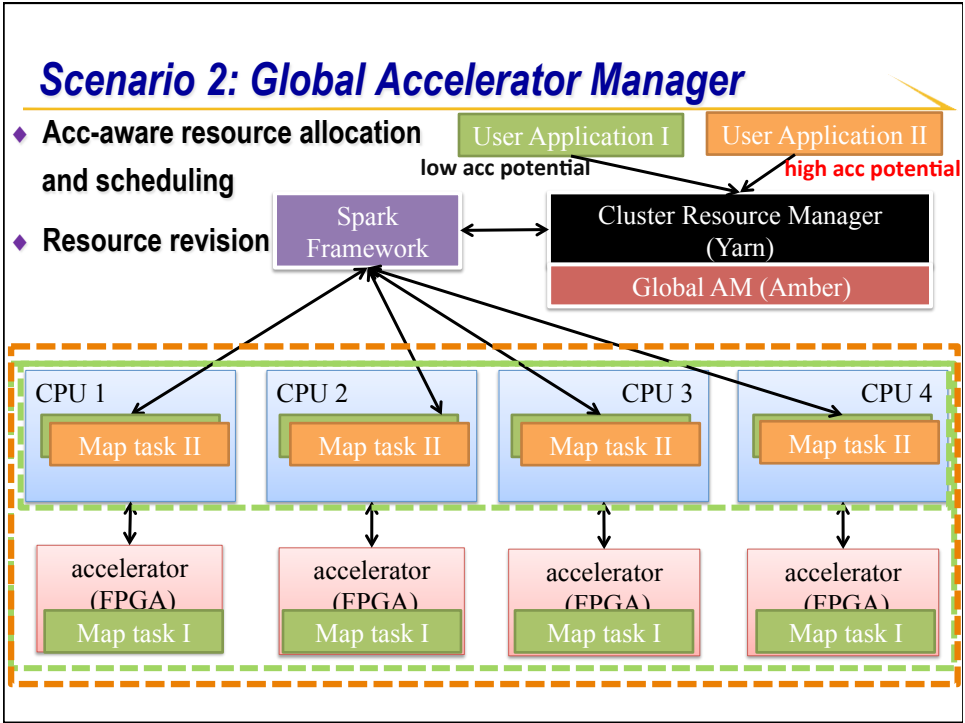 Scenario 2: Global Accelerator Manager
♦ Acc-aware resource allocation
and scheduling
♦ Resource revision
User Application I
User Application II
low acc potential
high acc potential
Spark
Framework
Cluster Resource Manager
(Yarn)
Global AM (Amber)
CPU 1
CPU 2
CPU 3
CPU 4
Map task II
Map task II
Map task II
Map task II
accelerator
(FPGA)
Map task I
accelerator
(FPGA)
Map task I
accelerator
(FPGA)
Map task I
accelerator
(FPGA)
Map task I